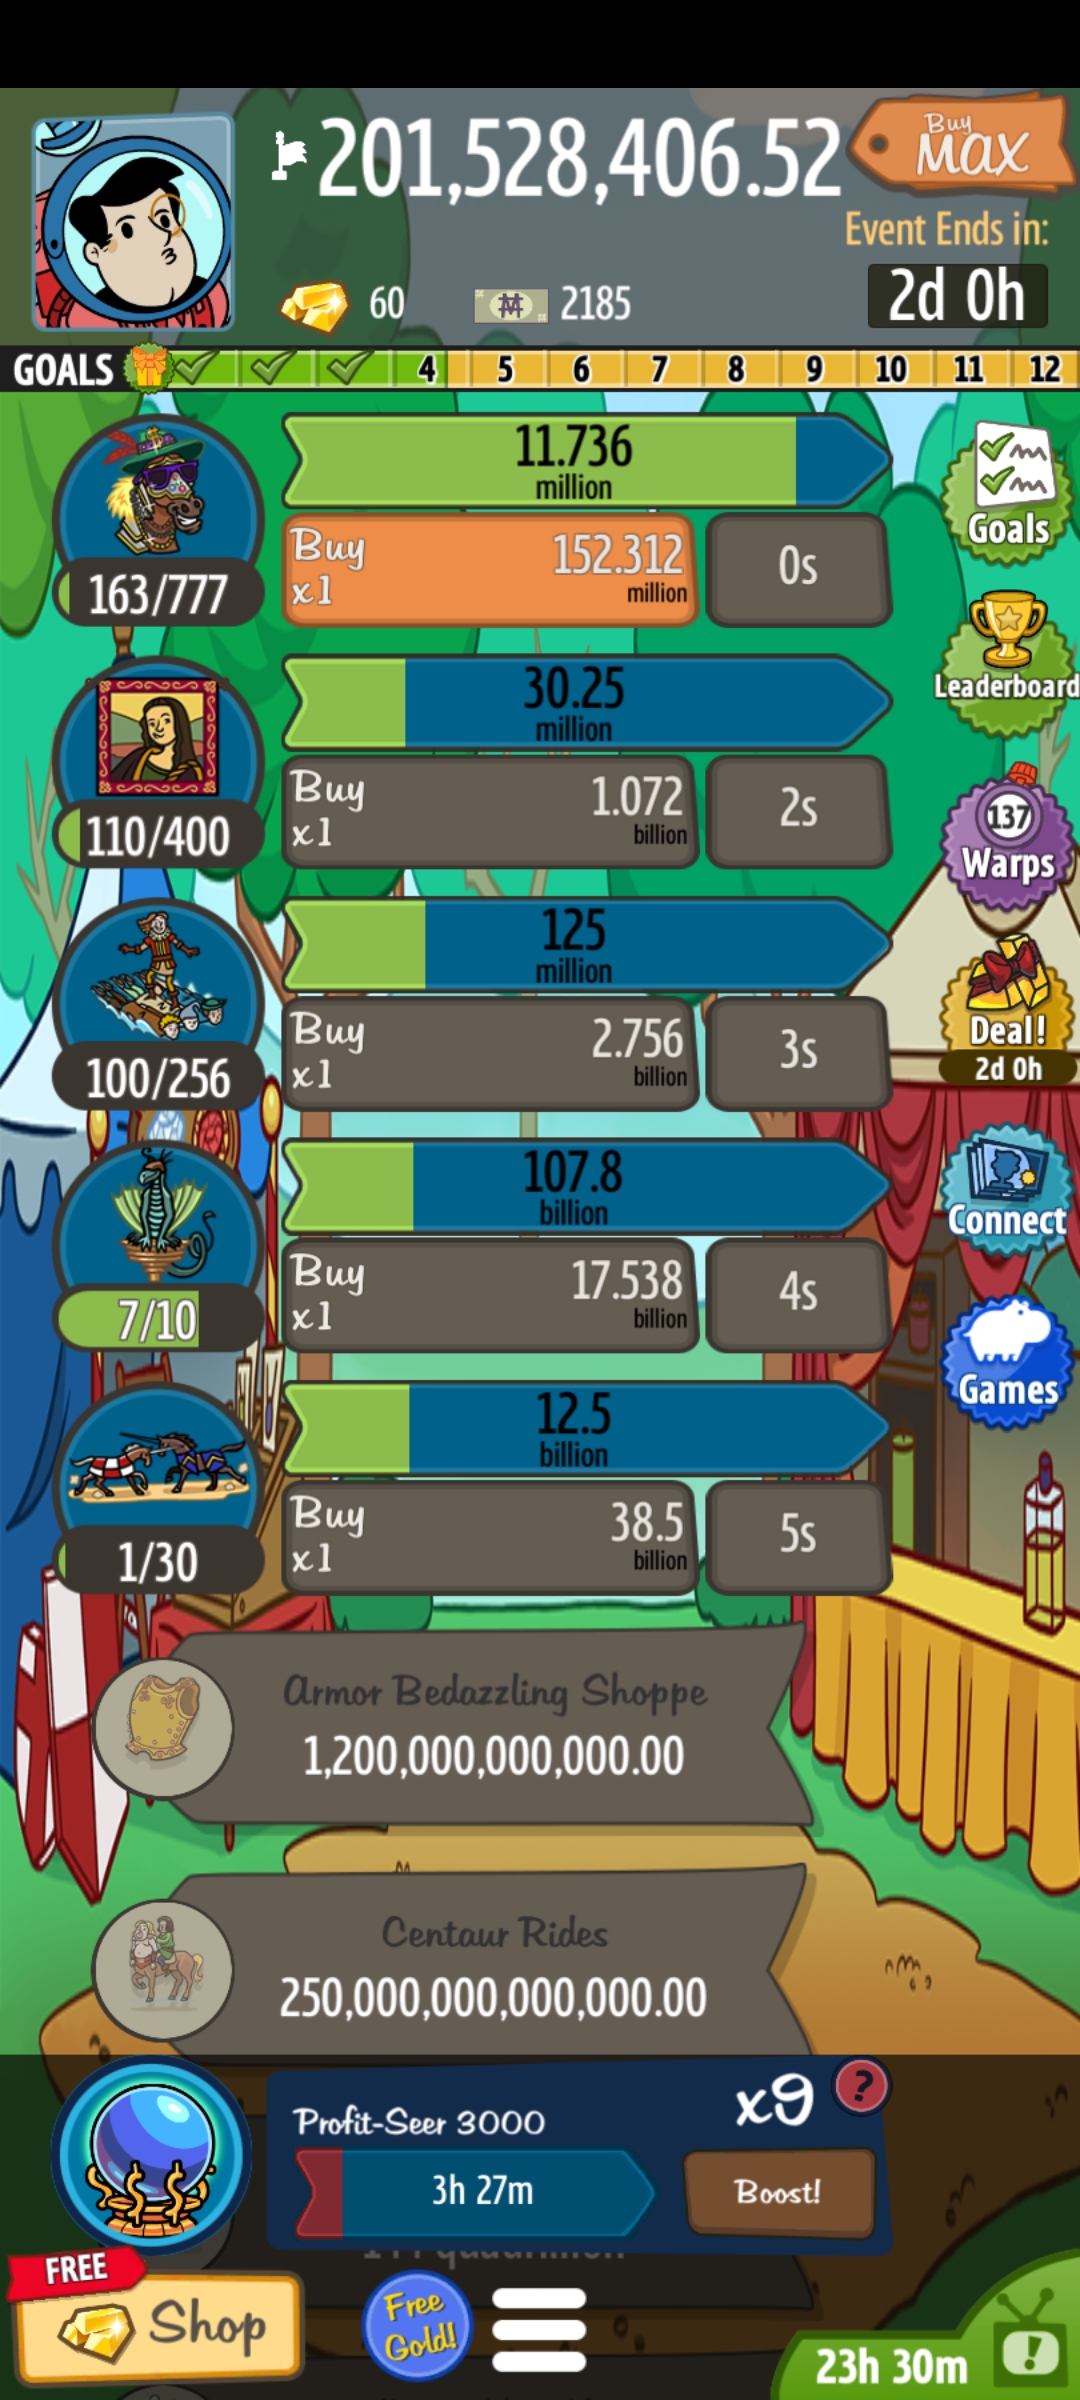 201,528,406.52
Buy
MAX
Event Ends in:
2d 0h
60
2185
GOALS 4 5 6 7 8 9 10 11 12
11.736
million
Buy
x1
152.312
million
0s
163/777
Goals
30.25
million
Leaderboard
Buy
x1
1.072
billion
2s
110/400
137
Warps
125
million
Buy
x1
2.756
billion
3s
100/256
Deal!
2d 0h
107.8
billion
Buy
x1
17.538
billion
4s
7/10
Connect
12.5
billion
Games
Buy
x1
38.5
billion
5s
1/30
Armor Bedazzling Shoppe
1,200,000,000,000.00
Centaur Rides
250,000,000,000,000.00
Profit-Seer 3000
x9
?
3h 27m
Boost!
FREE
Shop
Free
Gold!
!
23h 30m